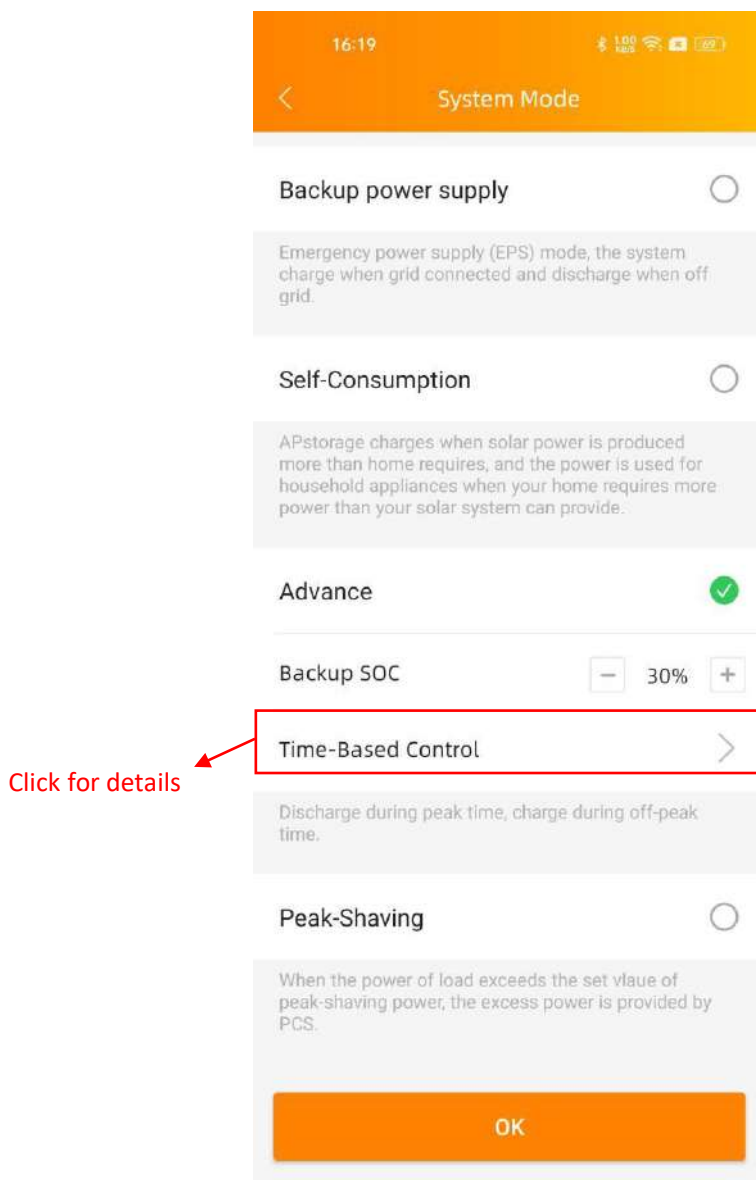 16:19
1.00
KB/S
69
System Mode
Backup power supply
Emergency power supply (EPS) mode, the system
charge when grid connected and discharge when off
grid.
Self-Consumption
APstorage charges when solar power is produced
more than home requires, and the power is used for
household appliances when your home requires more
power than your solar system can provide.
Advance
Backup SOC
− 30% +
Time-Based Control
Click for details
Discharge during peak time, charge during off-peak
time.
Peak-Shaving
When the power of load exceeds the set vlaue of
peak-shaving power, the excess power is provided by
PCS.
OK